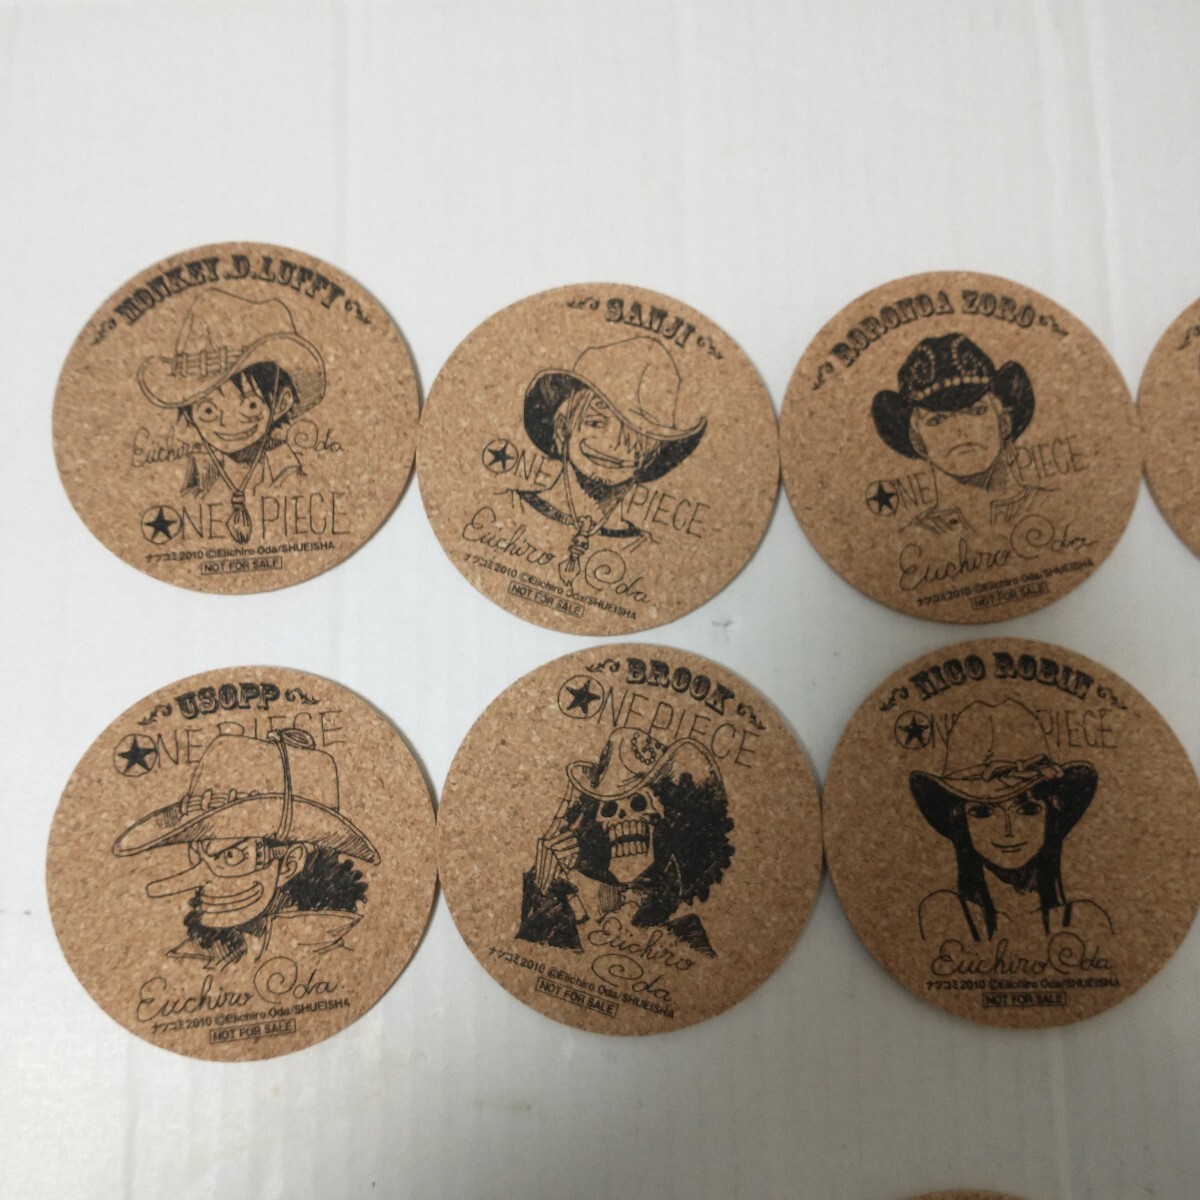 MONKEY.D.LUFFY
Eiichiro Oda
ONE PIECE
ナツコミ2010 ©Eiichiro Oda/SHUEISHA
NOT FOR SALE
SANJI
ONE PIECE
Eiichiro Oda
ナツコミ2010 ©Eiichiro Oda/SHUEISHA
NOT FOR SALE
RORONOA ZORO
ONE PIECE
Eiichiro Oda
ナツコミ2010 ©Eiichiro Oda/SHUEISHA
NOT FOR SALE
USOPP
ONE PIECE
Eiichiro Oda
ナツコミ2010 ©Eiichiro Oda/SHUEISHA
NOT FOR SALE
BROOK
ONE PIECE
Eiichiro Oda
ナツコミ2010 ©Eiichiro Oda/SHUEISHA
NOT FOR SALE
NICO ROBIN
ONE PIECE
Eiichiro Oda
ナツコミ2010 ©Eiichiro Oda/SHUEISHA
NOT FOR SALE